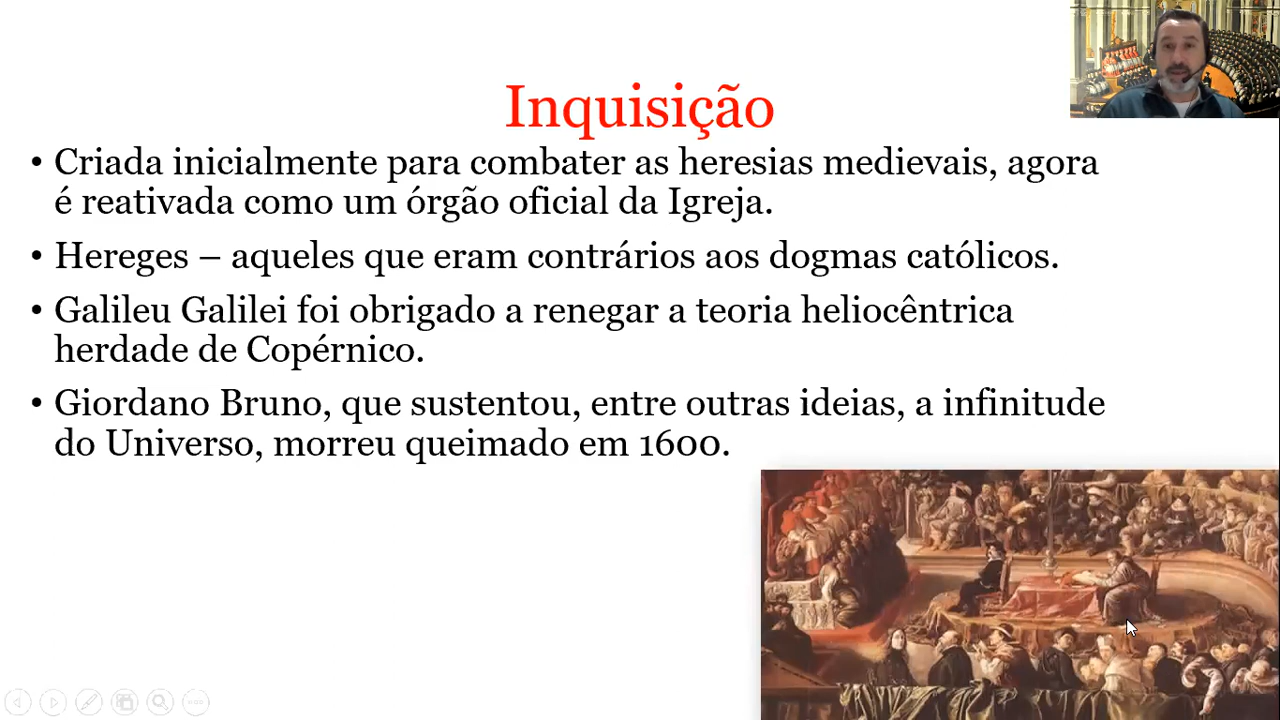 Inquisição
• Criada inicialmente para combater as heresias medievais, agora
é reativada como um órgão oficial da Igreja.
• Hereges – aqueles que eram contrários aos dogmas católicos.
• Galileu Galilei foi obrigado a renegar a teoria heliocêntrica
herdade de Copérnico.
• Giordano Bruno, que sustentou, entre outras ideias, a infinitude
do Universo, morreu queimado em 1600.